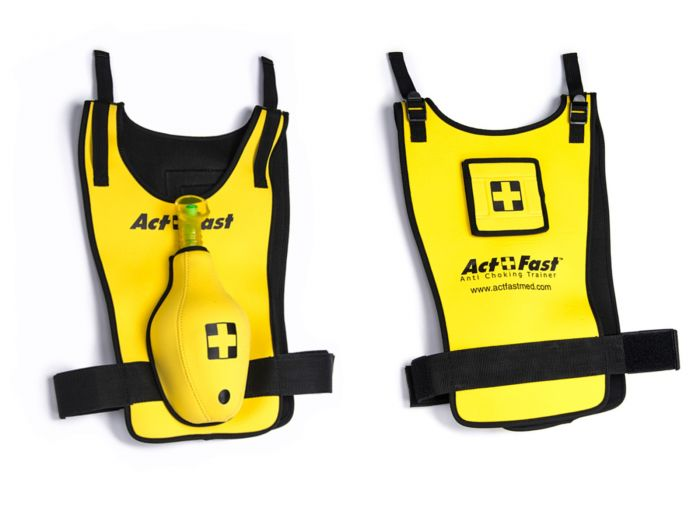 Act Fast
Act Fast™
Anti Choking Trainer
www.actfastmed.com